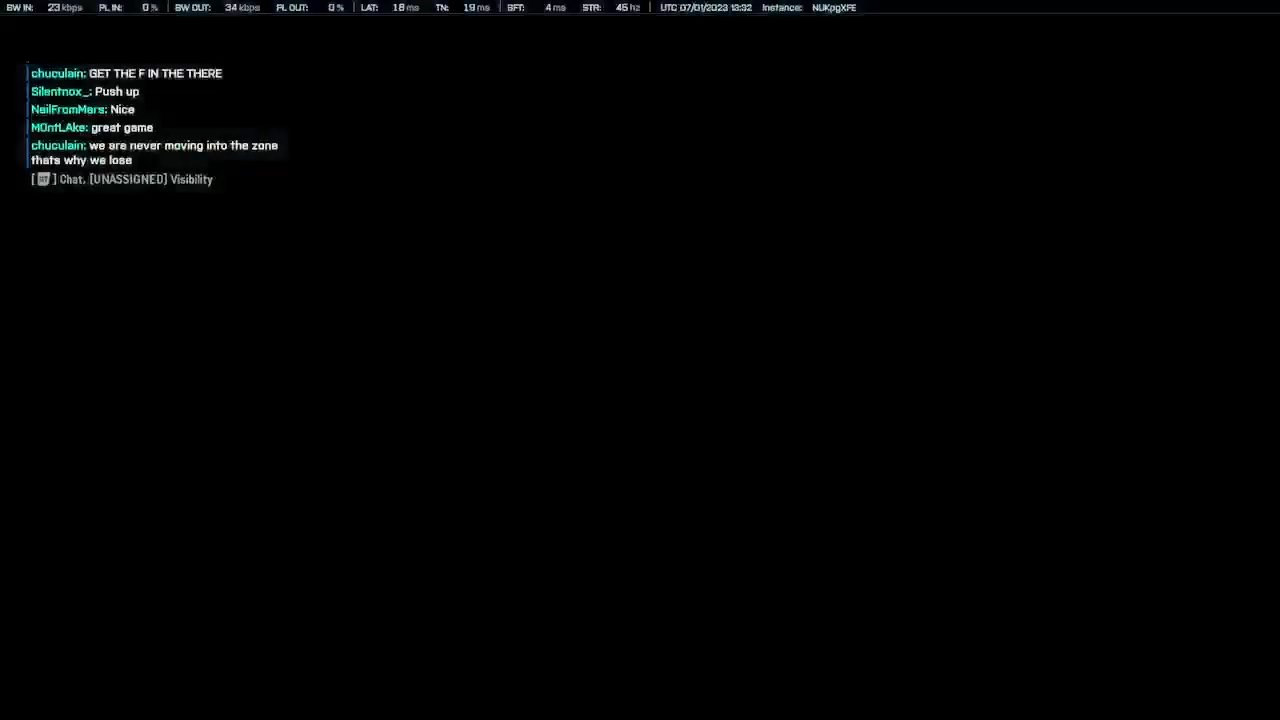 BW IN: 23 kbps PL IN: 0 % BW OUT: 34 kbps PL OUT: 0 % LAT: 18 ms TN: 19 ms BFT: 4 ms STR: 45 hz UTC 07/01/2023 13:32 Instance: NUKpgXFE
chuculain: GET THE F IN THE THERE
Silentnox_: Push up
NeilFromMars: Nice
M0ntLAke: great game
chuculain: we are never moving into the zone
thats why we lose
[ ] Chat, [UNASSIGNED] Visibility